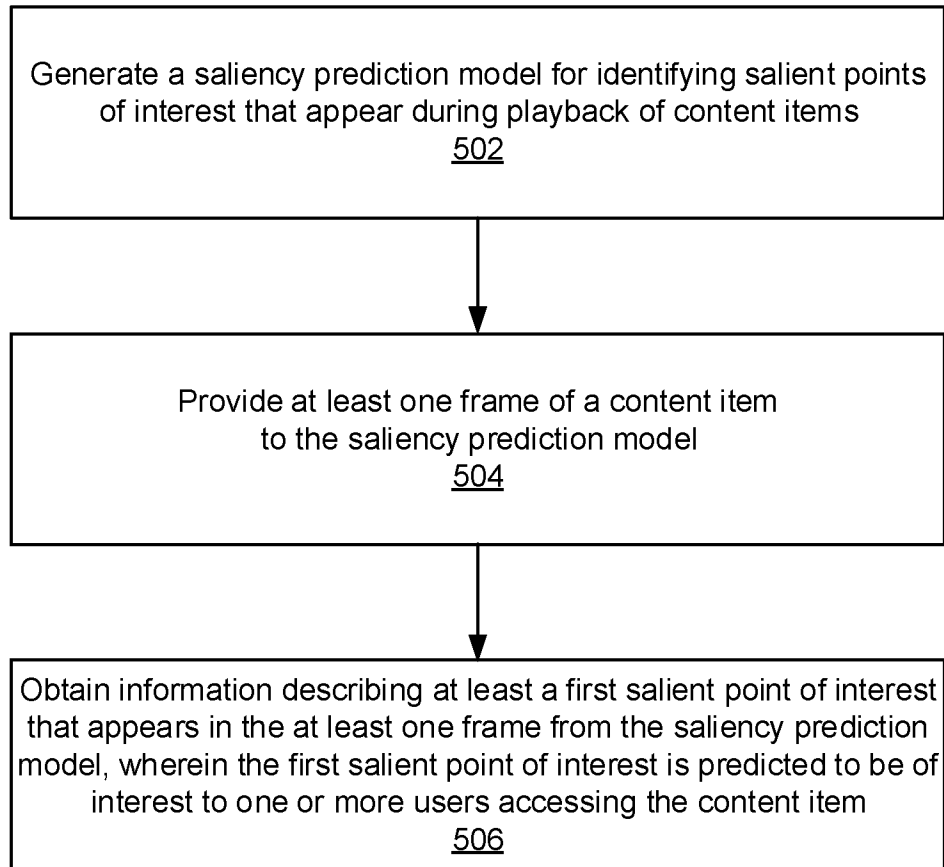 Generate a saliency prediction model for identifying salient points
of interest that appear during playback of content items
502
Provide at least one frame of a content item
to the saliency prediction model
504
Obtain information describing at least a first salient point of interest
that appears in the at least one frame from the saliency prediction
model, wherein the first salient point of interest is predicted to be of
interest to one or more users accessing the content item
506